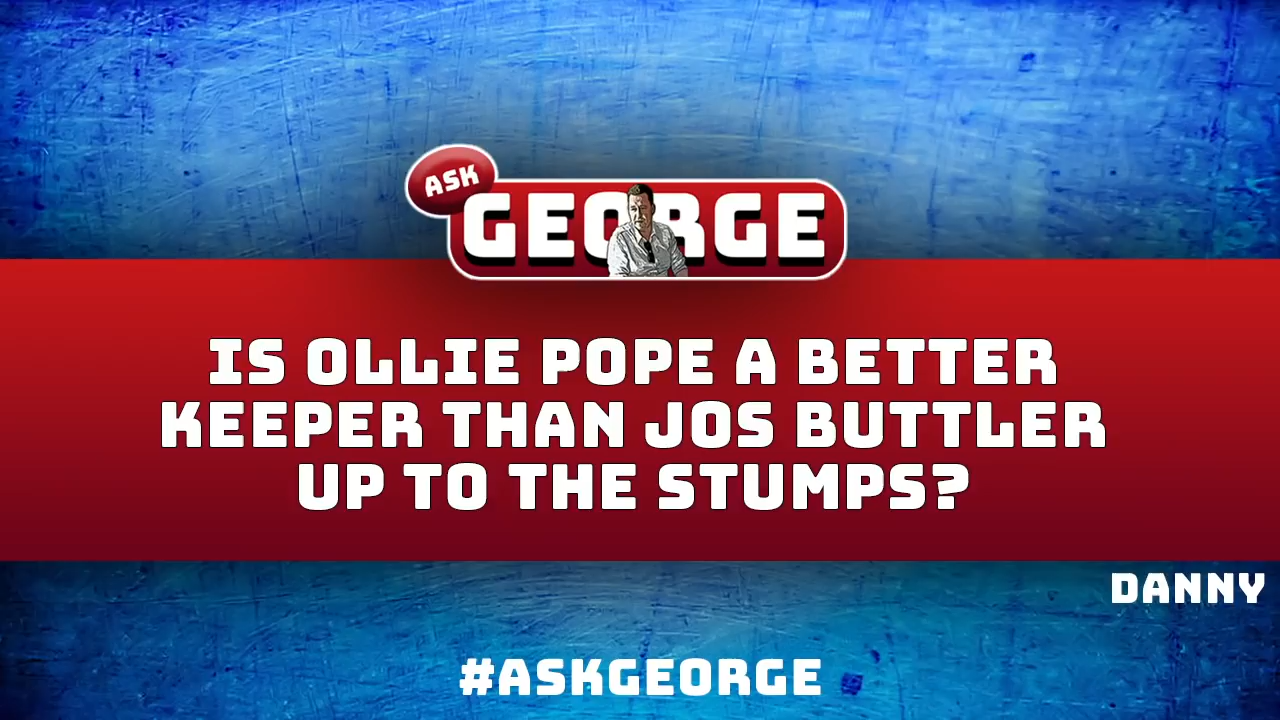 ASK
GEORGE
IS OLLIE POPE A BETTER
KEEPER THAN JOS BUTTLER
UP TO THE STUMPS?
DANNY
#ASKGEORGE